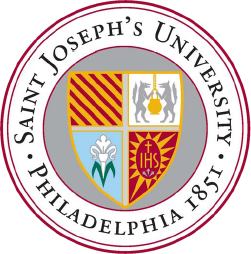 · SAINT JOSEPH'S UNIVERSITY ·
PHILADELPHIA 1851
IHS